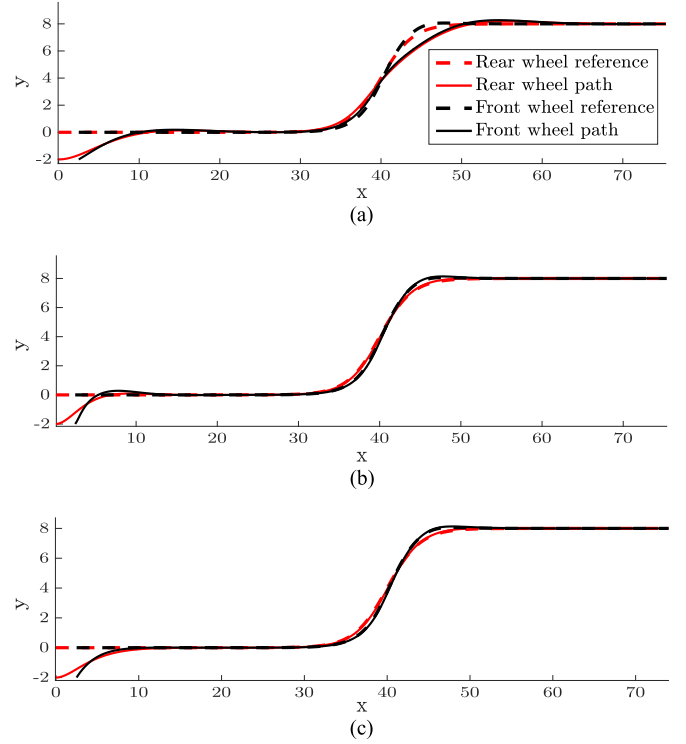 8
6
4
2
0
-2
y
Rear wheel reference
Rear wheel path
Front wheel reference
Front wheel path
0 10 20 30 40 50 60 70
x
(a)
8
6
4
2
0
-2
y
10 20 30 40 50 60 70
x
(b)
8
6
4
2
0
-2
y
0 10 20 30 40 50 60 70
x
(c)